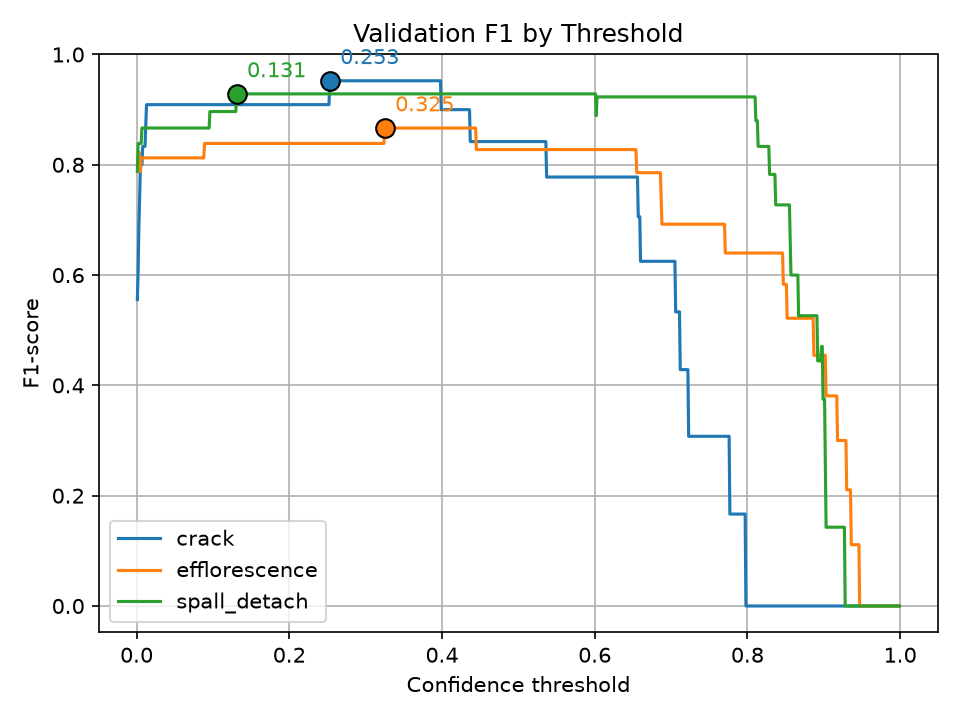 Validation F1 by Threshold
0.253
0.131
0.325
F1-score
1.0
0.8
0.6
0.4
0.2
0.0
crack
efflorescence
spall_detach
0.0 0.2 0.4 0.6 0.8 1.0
Confidence threshold